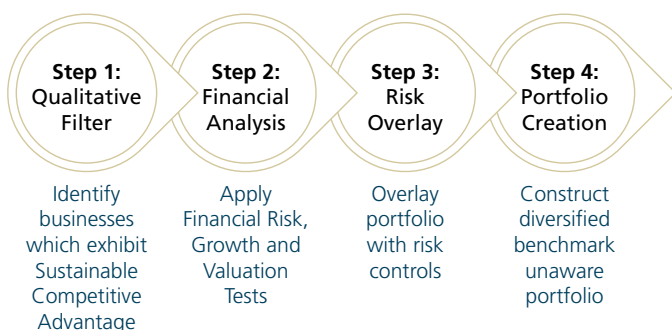 Step 1:
Qualitative
Filter
Identify
businesses
which exhibit
Sustainable
Competitive
Advantage
Step 2:
Financial
Analysis
Apply
Financial Risk,
Growth and
Valuation
Tests
Step 3:
Risk
Overlay
Overlay
portfolio
with risk
controls
Step 4:
Portfolio
Creation
Construct
diversified
benchmark
unaware
portfolio